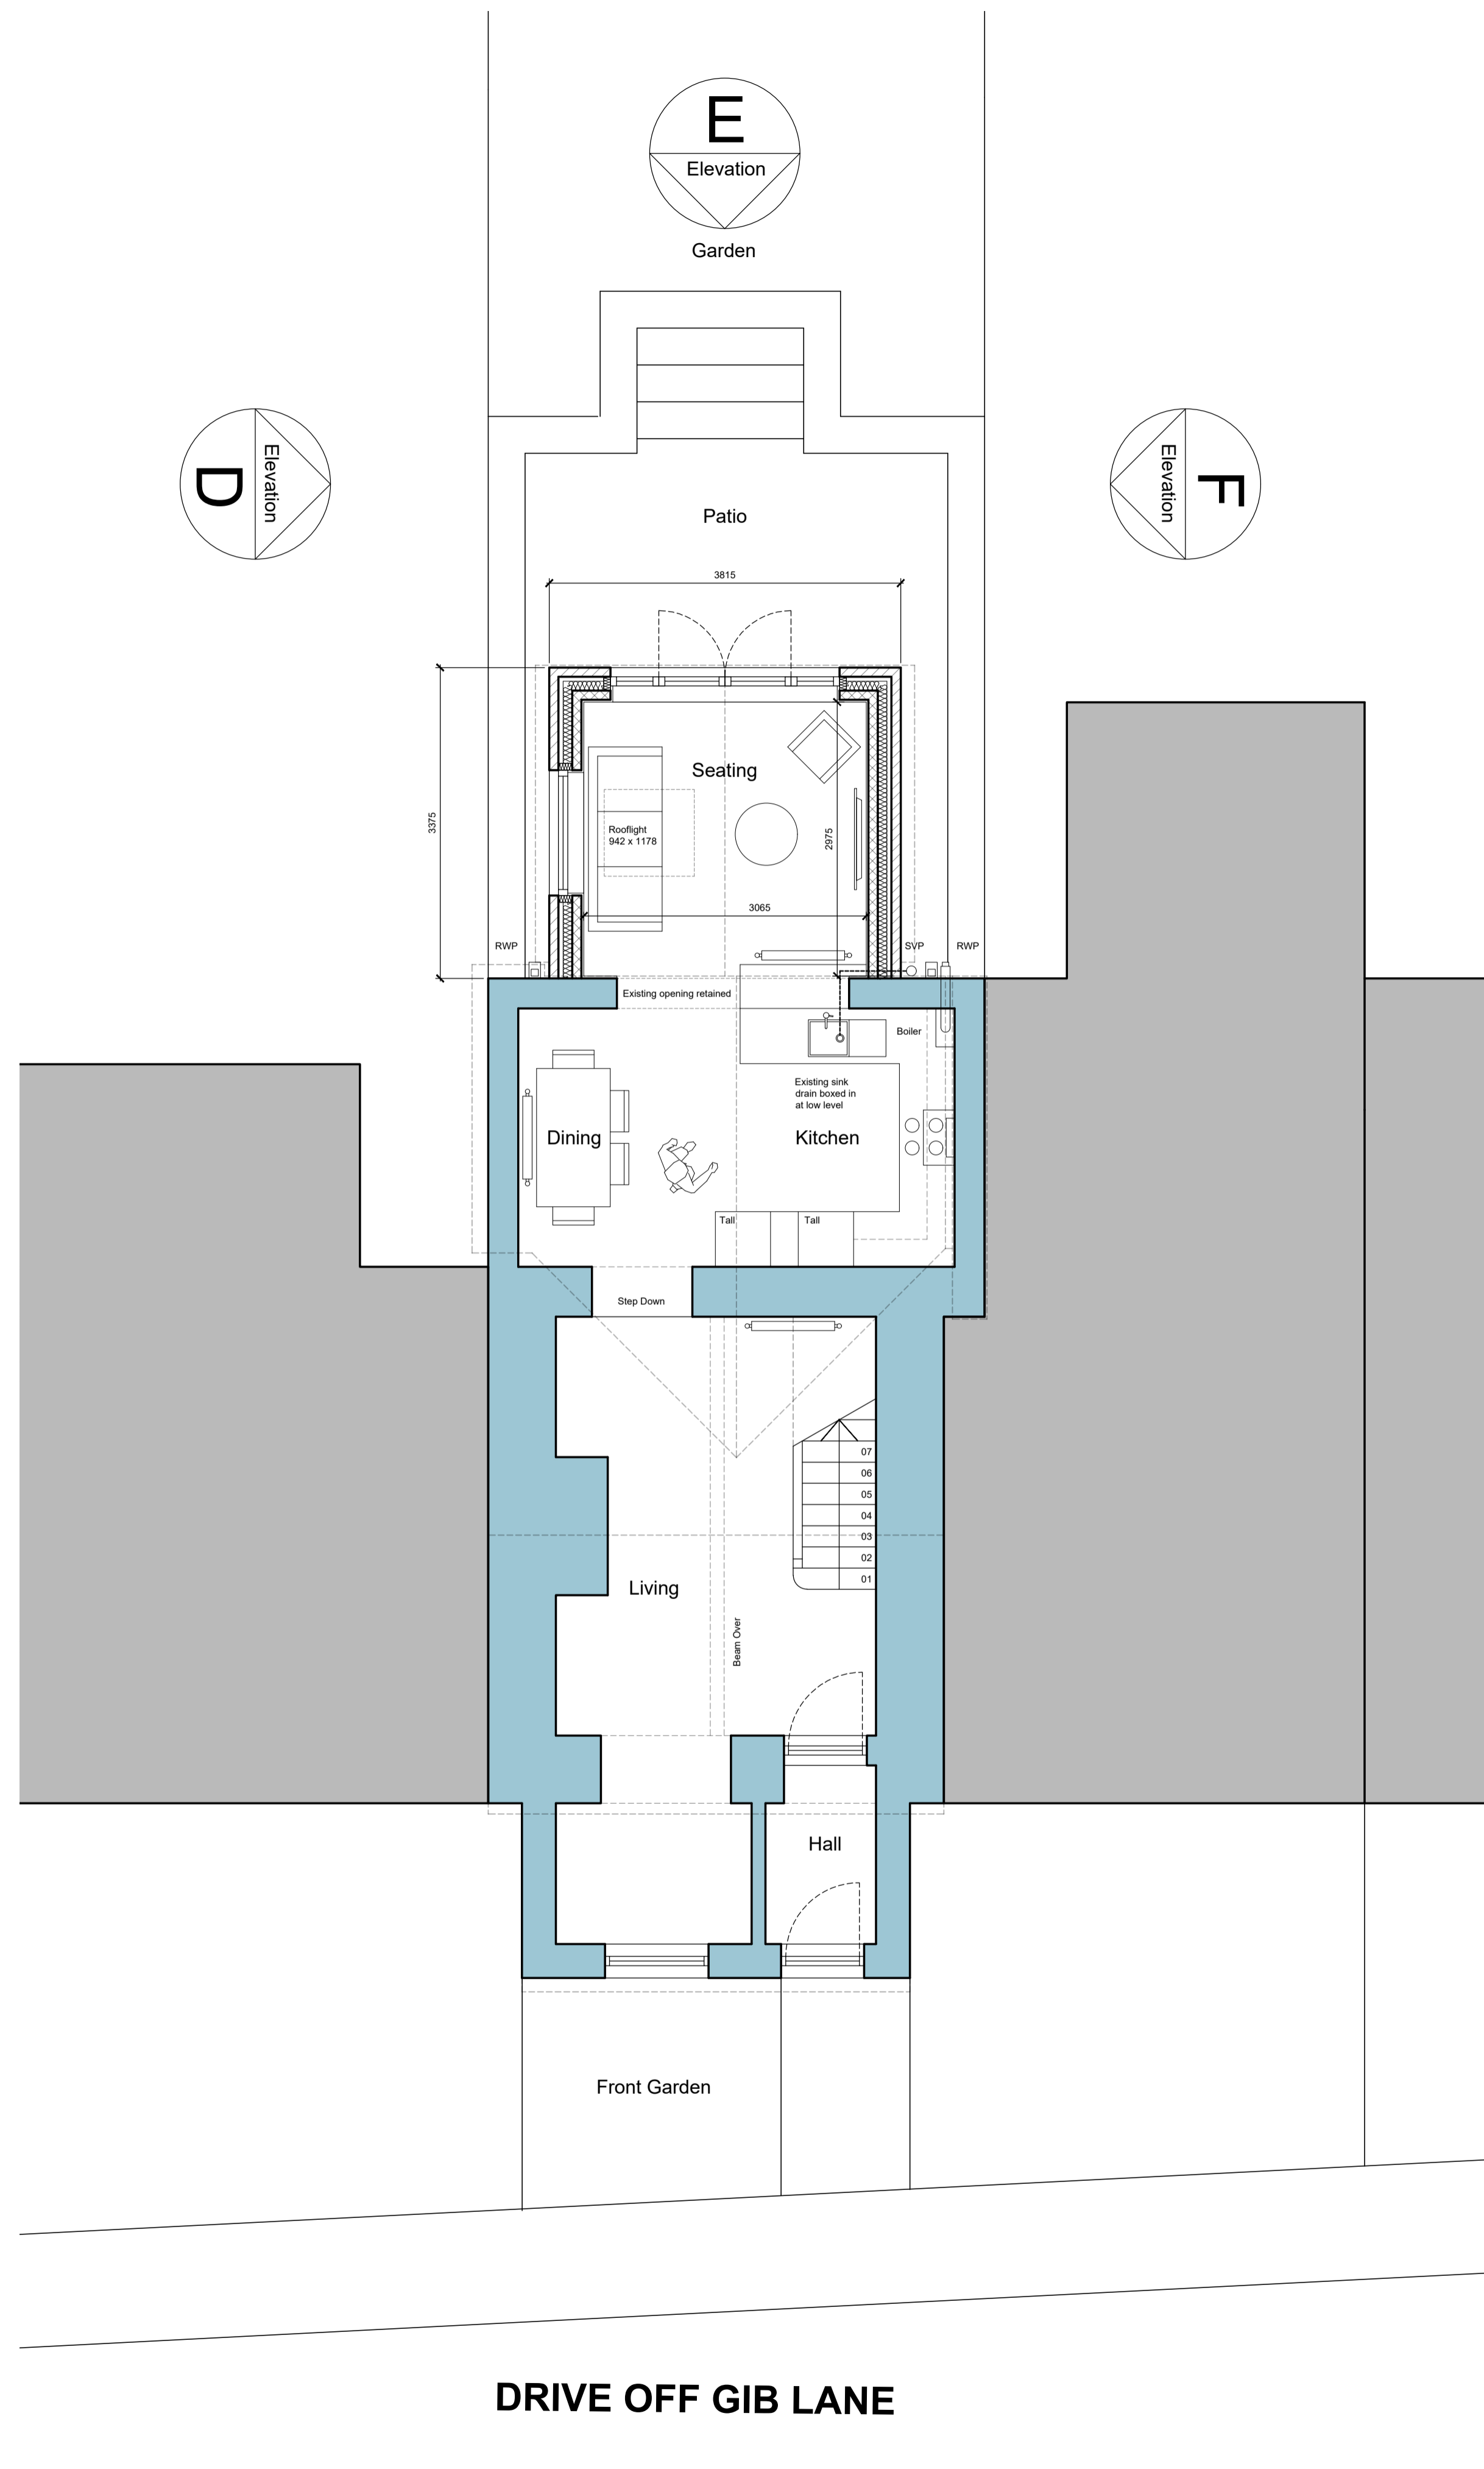 E
Elevation
Garden
D
Elevation
F
Elevation
Patio
3815
3375
Seating
Rooflight
942 x 1178
2975
3065
RWP
SVP
RWP
Existing opening retained
Boiler
Existing sink
drain boxed in
at low level
Dining
Kitchen
Tall
Tall
Step Down
07
06
05
04
03
02
01
Living
Beam Over
Hall
Front Garden
DRIVE OFF GIB LANE